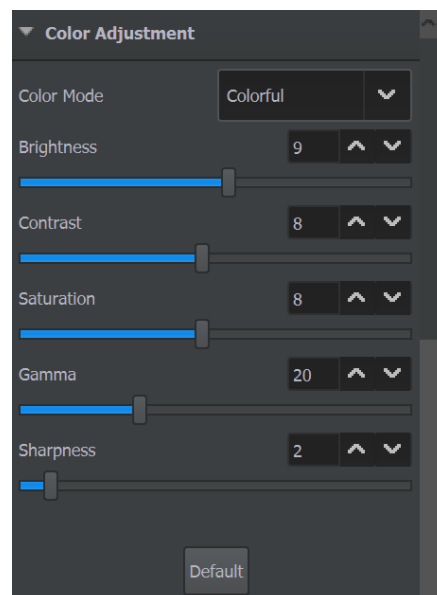 Color Adjustment
Color Mode Colorful
Brightness 9
Contrast 8
Saturation 8
Gamma 20
Sharpness 2
Default